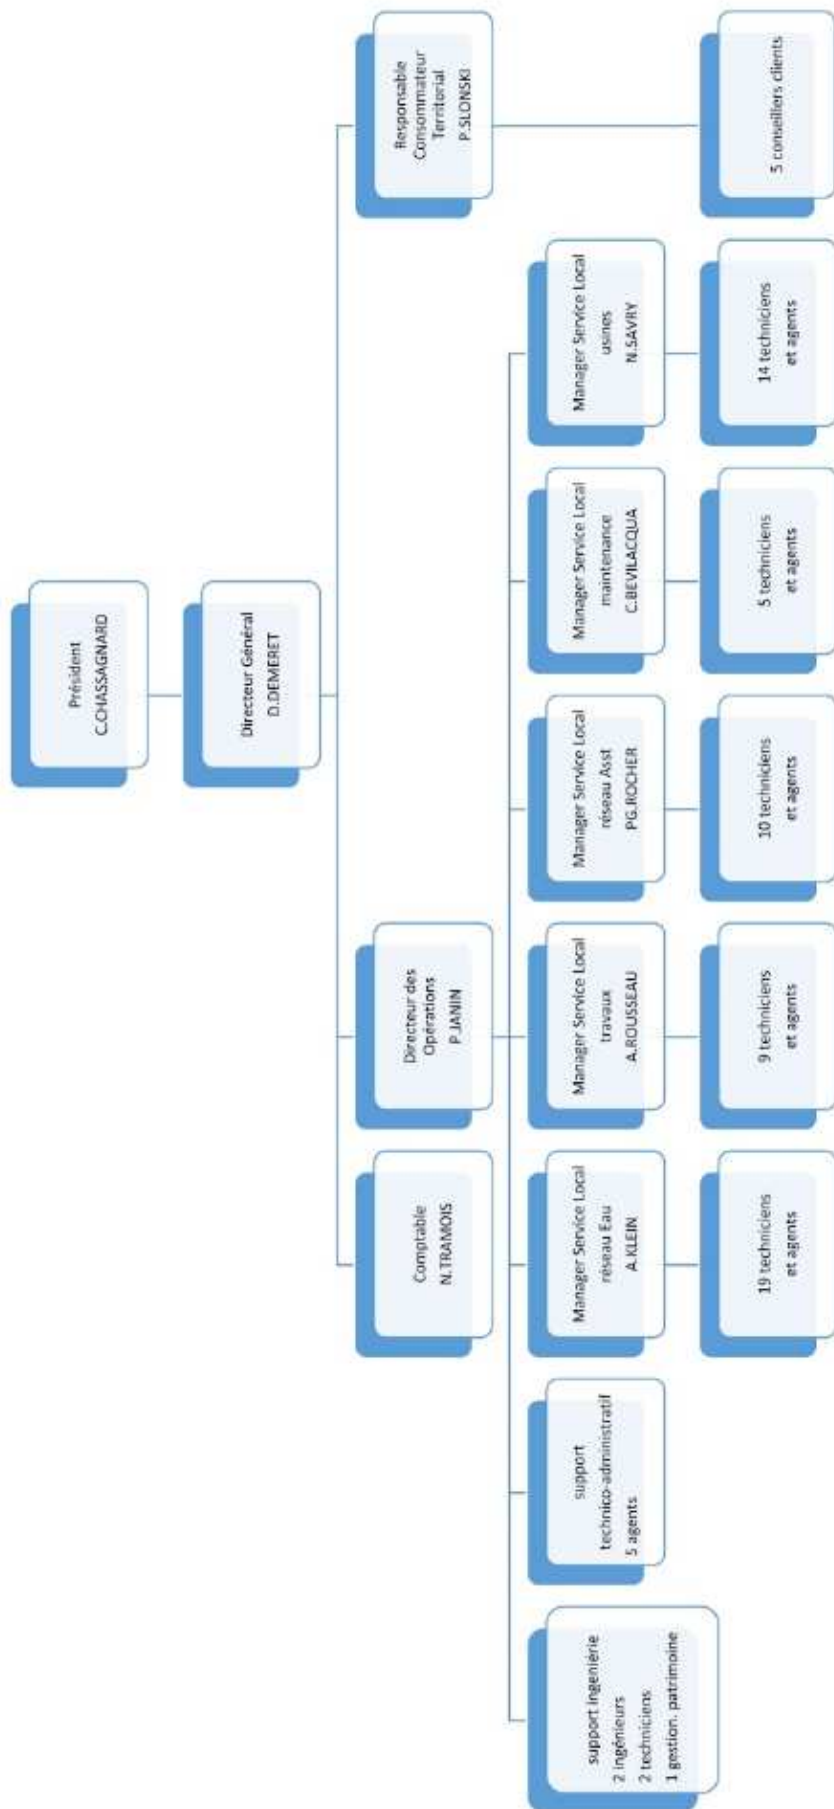 Président
C.CHASSAGNARD
Directeur Général
D.DEMERET
Comptable
N.TRAMOIS
Directeur des
Opérations
P.JANIN
Responsable
Consommateur
Territorial
P.SLONSKI
support ingeniérie
2 ingénieurs
2 techniciens
1 gestion. patrimoine
support
technico-administratif
5 agents
Manager Service Local
réseau Eau
A.KLEIN
Manager Service Local
travaux
A.ROUSSEAU
Manager Service Local
réseau Asst
PG.ROCHER
Manager Service Local
maintenance
C.BEVILACQUA
Manager Service Local
usines
N.SAVRY
19 techniciens
et agents
9 techniciens
et agents
10 techniciens
et agents
5 techniciens
et agents
14 techniciens
et agents
5 conseillers clients